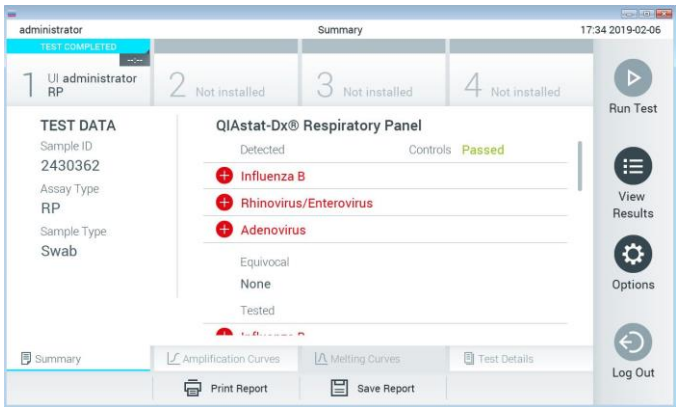 administrator
Summary
17:34 2019-02-06
TEST COMPLETED
--:--
1 UI administrator
RP
2 Not installed
3 Not installed
4 Not installed
Run Test
TEST DATA
Sample ID
2430362
Assay Type
RP
Sample Type
Swab
QIAstat-Dx® Respiratory Panel
Detected
Controls Passed
Influenza B
Rhinovirus/Enterovirus
Adenovirus
Equivocal
None
Tested
View
Results
Options
Summary
Amplification Curves
Melting Curves
Test Details
Print Report
Save Report
Log Out